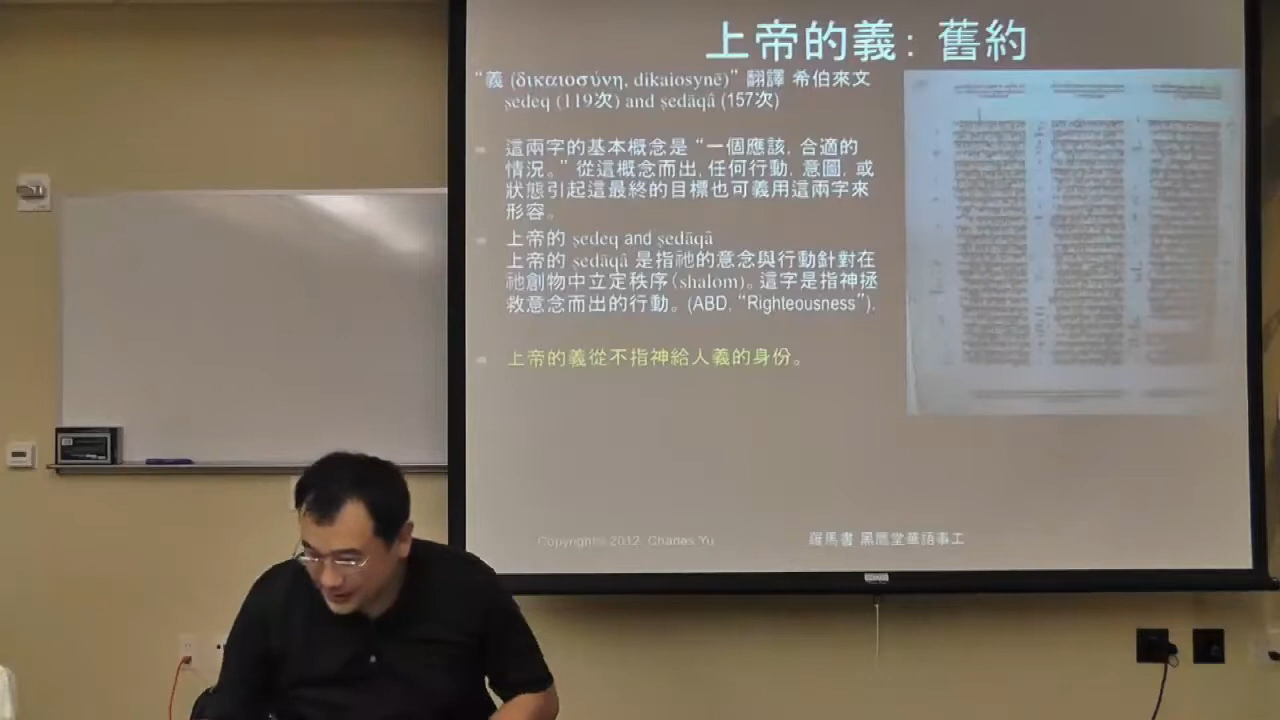 上帝的義: 舊約
“義 (δικαιοσύνη, dikaiosynē)” 翻譯 希伯來文
ṣedeq (119次) and ṣedāqâ (157次)
這兩字的基本概念是 “一個應該, 合適的
情況。” 從這概念而出, 任何行動, 意圖, 或
狀態引起這最終的目標也可義用這兩字來
形容。
上帝的 ṣedeq and ṣedāqâ
上帝的 ṣedāqâ 是指祂的意念與行動針對在
祂創物中立定秩序(shalom)。這字是指神拯
救意念而出的行動。(ABD, “Righteousness”).
上帝的義從不指神給人義的身份。
Copyright© 2012, Charles Yu
羅馬書 黑鷹堂華語事工